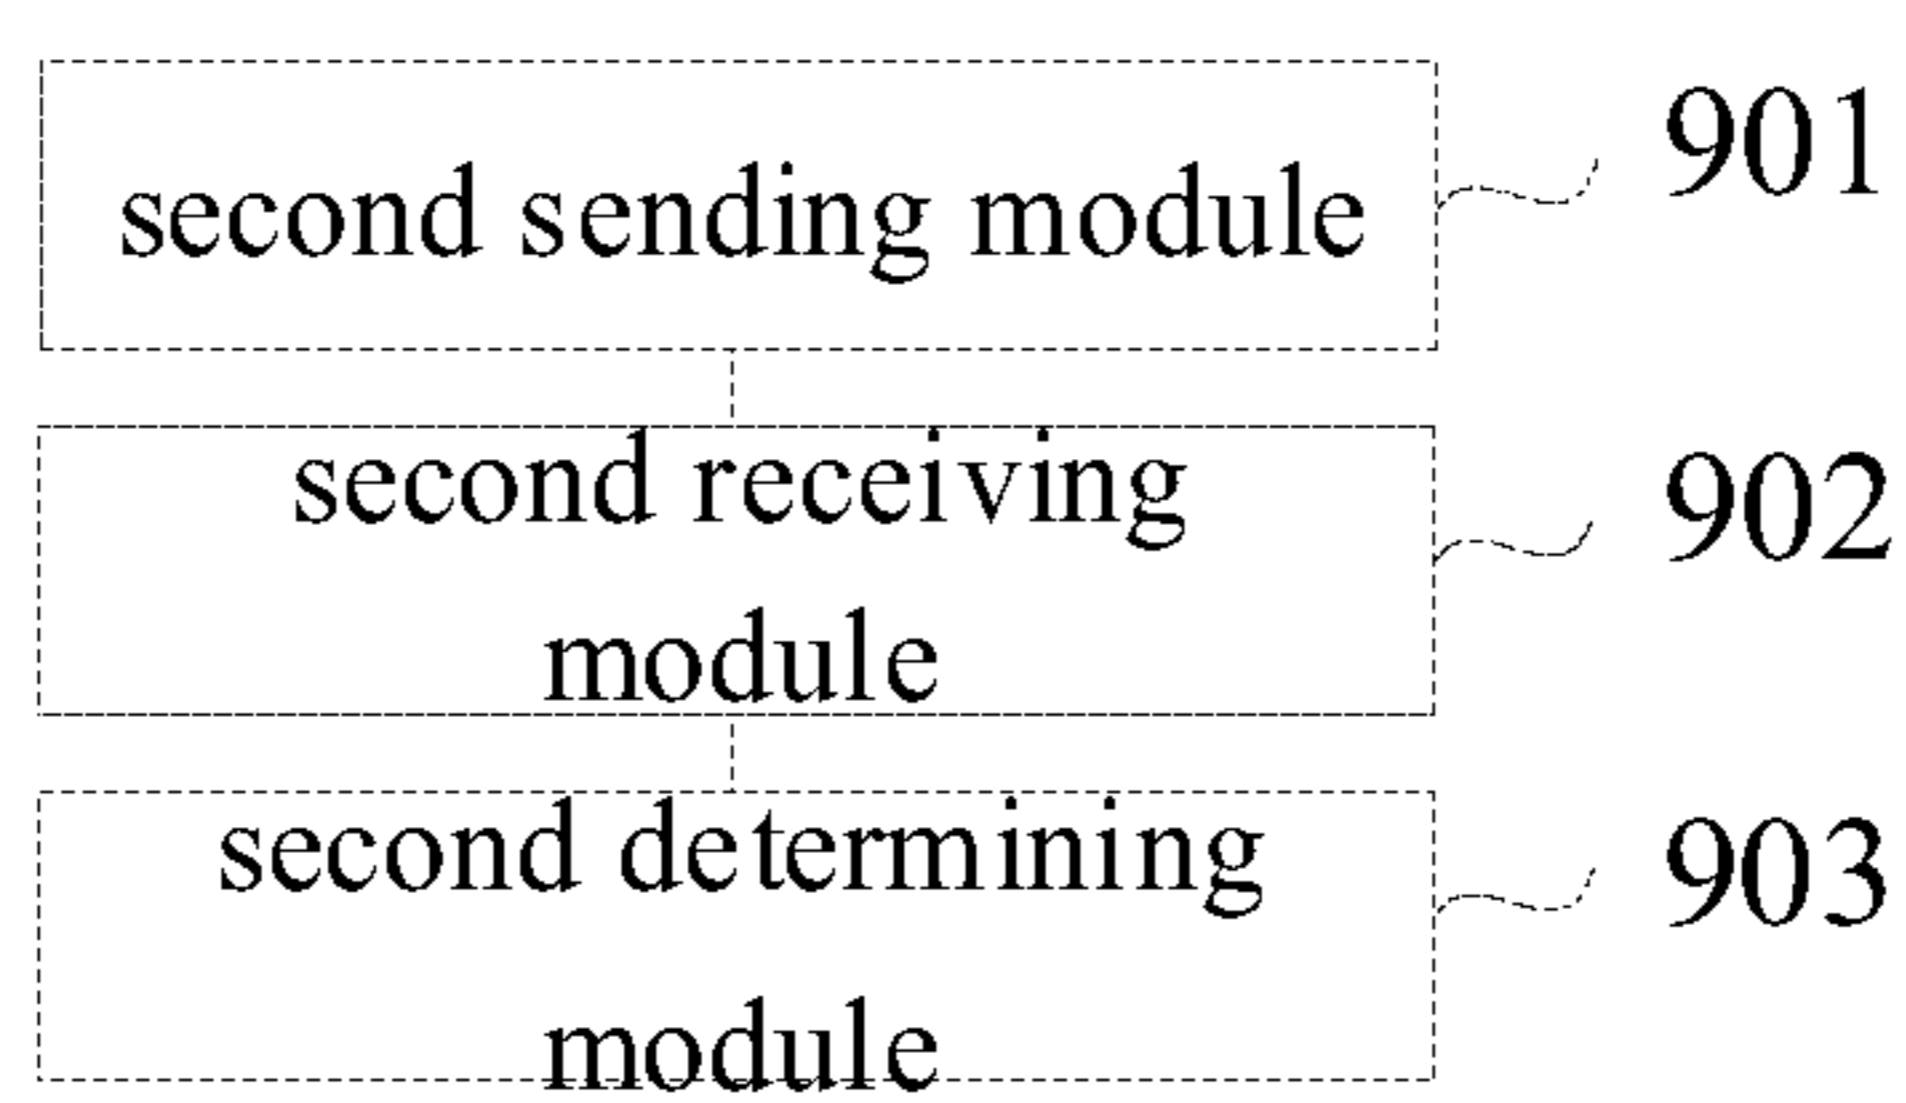 second sending module
901
second receiving
module
902
second determining
module
903